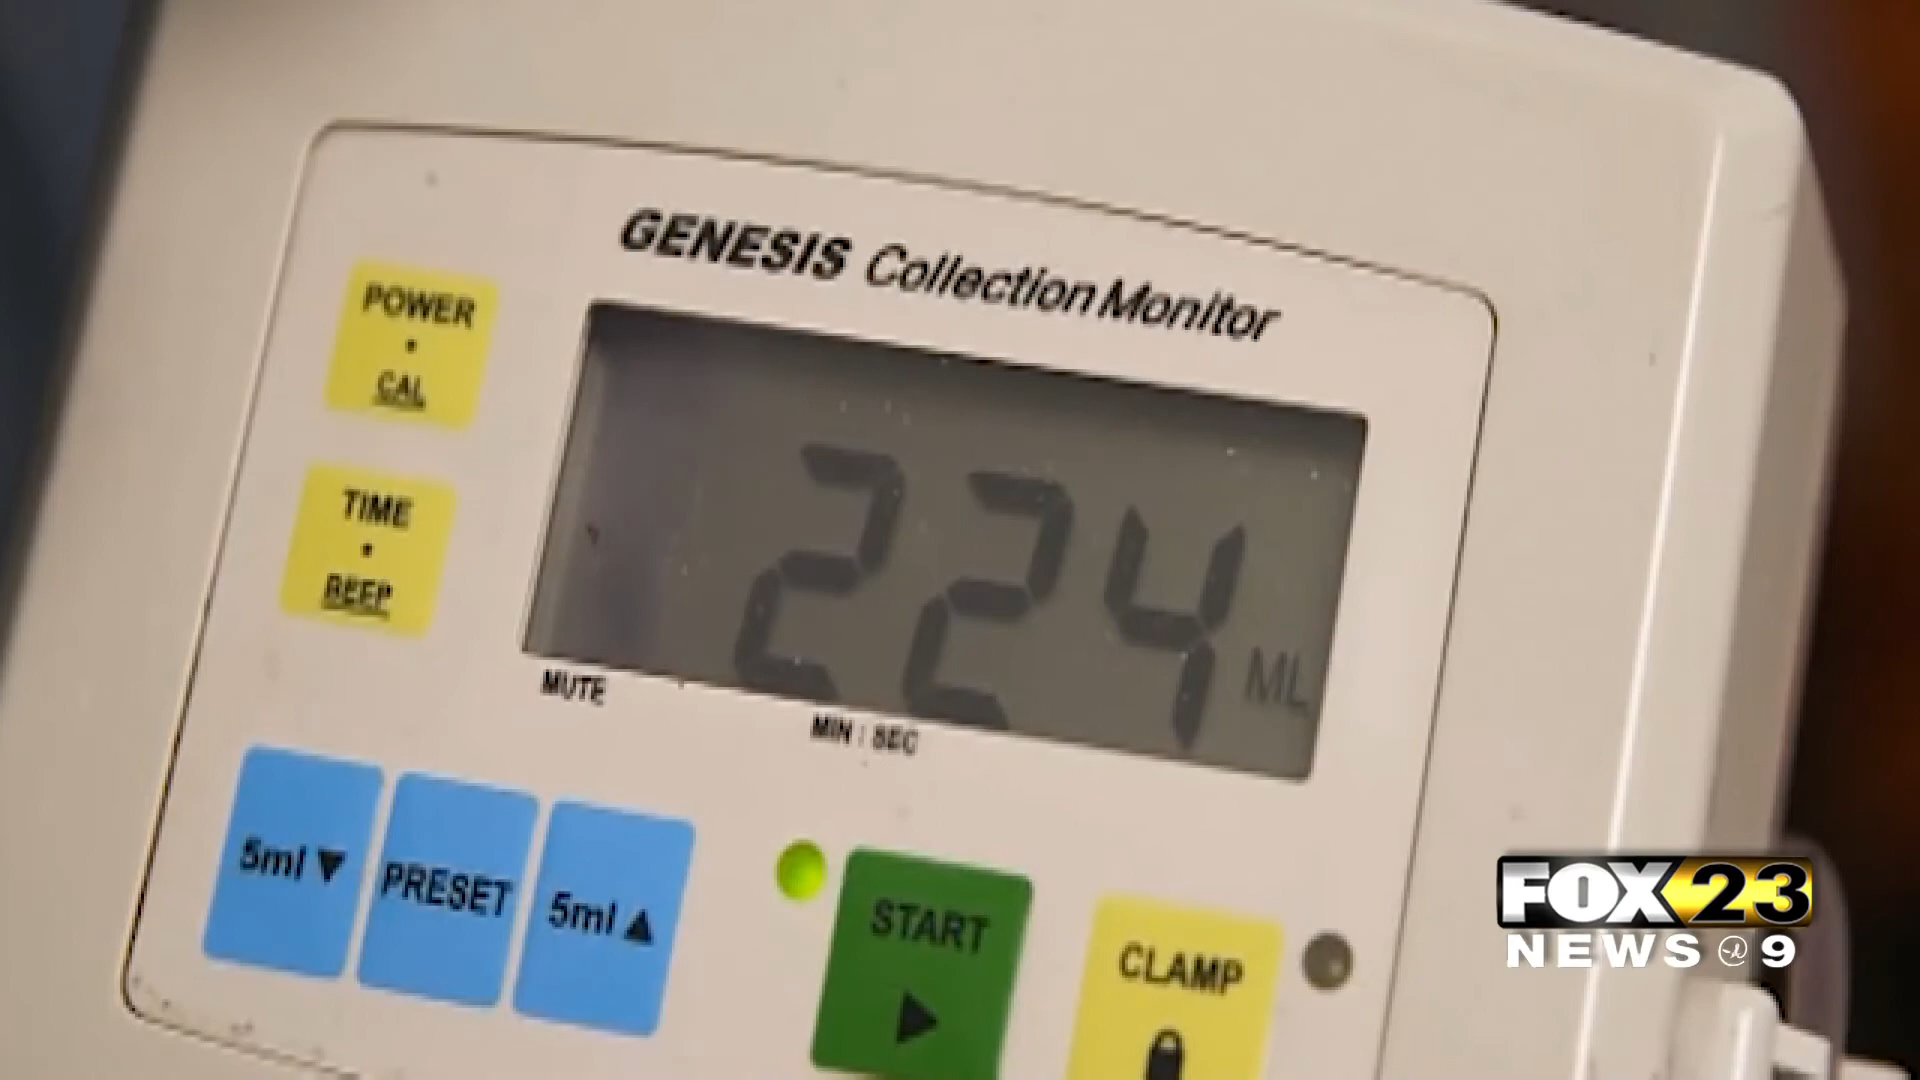 GENESIS Collection Monitor
POWER
CAL
TIME
BEEP
224 ML
MUTE
MIN : SEC
5ml ▼
PRESET
5ml ▲
START
CLAMP
FOX 23
NEWS @ 9